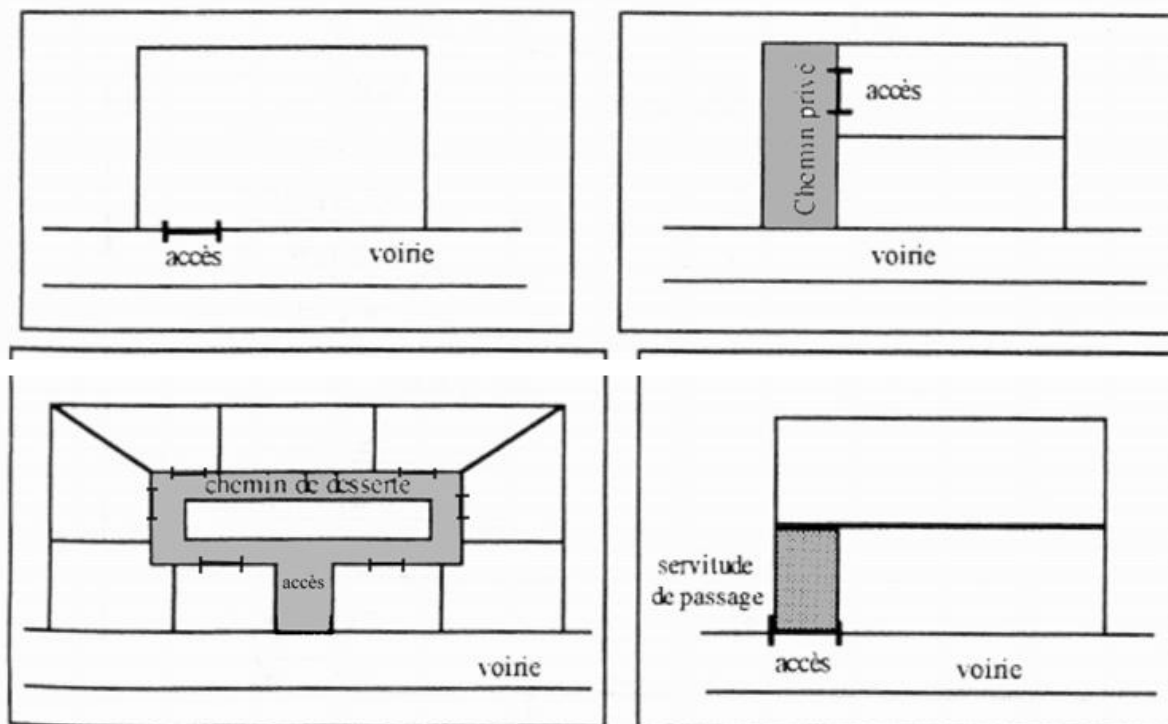 accès
voirie
Chemin privé
accès
voirie
chemin de desserte
accès
voirie
servitude
de passage
accès
voirie